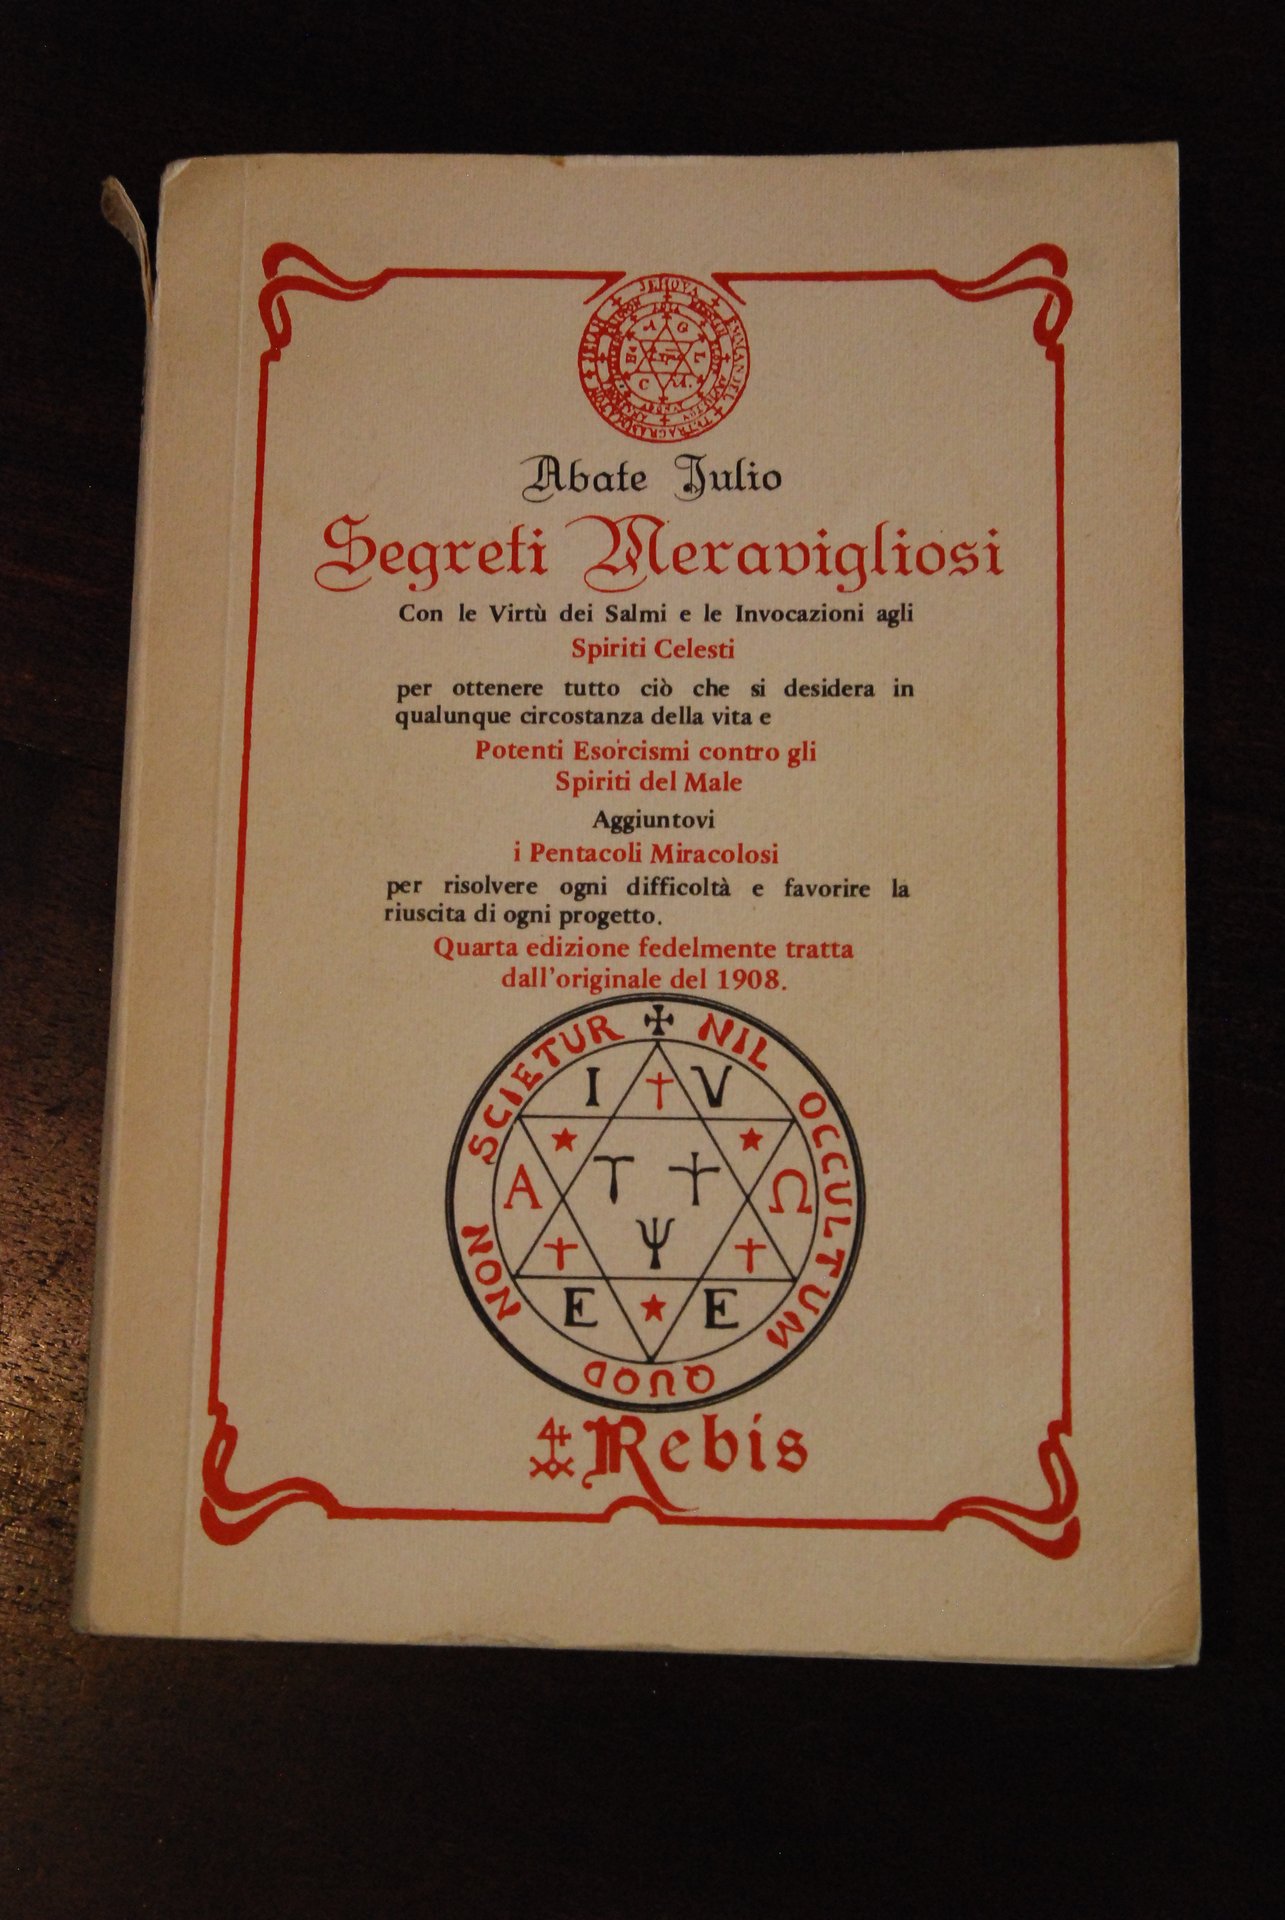 JEHOVA
EMMANUEL
A G
L
C
Abate Julio
Segreti Meravigliosi
Con le Virtù dei Salmi e le Invocazioni agli
Spiriti Celesti
per ottenere tutto ciò che si desidera in
qualunque circostanza della vita e
Potenti Esorcismi contro gli
Spiriti del Male
Aggiuntovi
i Pentacoli Miracolosi
per risolvere ogni difficoltà e favorire la
riuscita di ogni progetto.
Quarta edizione fedelmente tratta
dall'originale del 1908.
NIL OCCULTUM QUOD NON SCIETUR
I V
A T Ω
Ψ
E E
Rebis